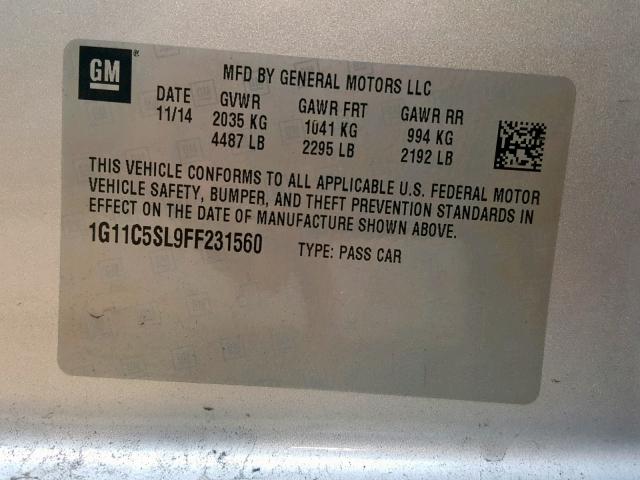 GM ®
MFD BY GENERAL MOTORS LLC
DATE GVWR GAWR FRT GAWR RR
11/14 2035 KG 1041 KG 994 KG
4487 LB 2295 LB 2192 LB
THIS VEHICLE CONFORMS TO ALL APPLICABLE U.S. FEDERAL MOTOR
VEHICLE SAFETY, BUMPER, AND THEFT PREVENTION STANDARDS IN
EFFECT ON THE DATE OF MANUFACTURE SHOWN ABOVE.
1G11C5SL9FF231560 TYPE: PASS CAR